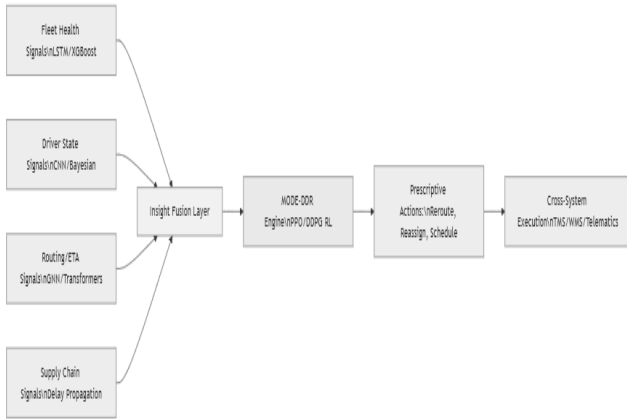 Fleet Health
Signals\nLSTM/XGBoost
Driver State
Signals\nCNN/Bayesian
Routing/ETA
Signals\nGNN/Transformers
Supply Chain
Signals\nDelay Propagation
Insight Fusion Layer
MODE-DDR
Engine\nPPO/DDPG RL
Prescriptive
Actions:\nReroute,
Reassign, Schedule
Cross-System
Execution\nTMS/WMS/Telematics